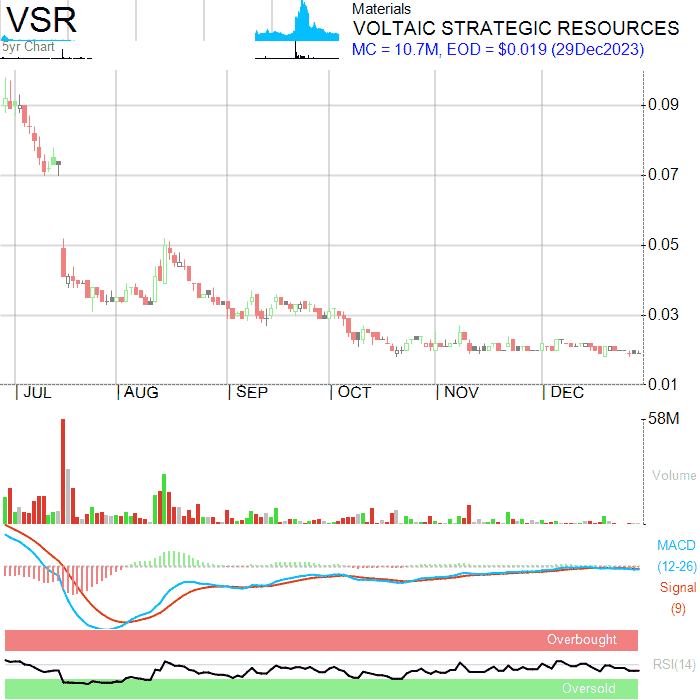 VSR
5yr Chart
Materials
VOLTAIC STRATEGIC RESOURCES
MC = 10.7M, EOD = $0.019 (29Dec2023)
0.09
0.07
0.05
0.03
0.01
JUL AUG SEP OCT NOV DEC
58M
Volume
MACD
(12-26)
Signal
(9)
Overbought
RSI(14)
Oversold